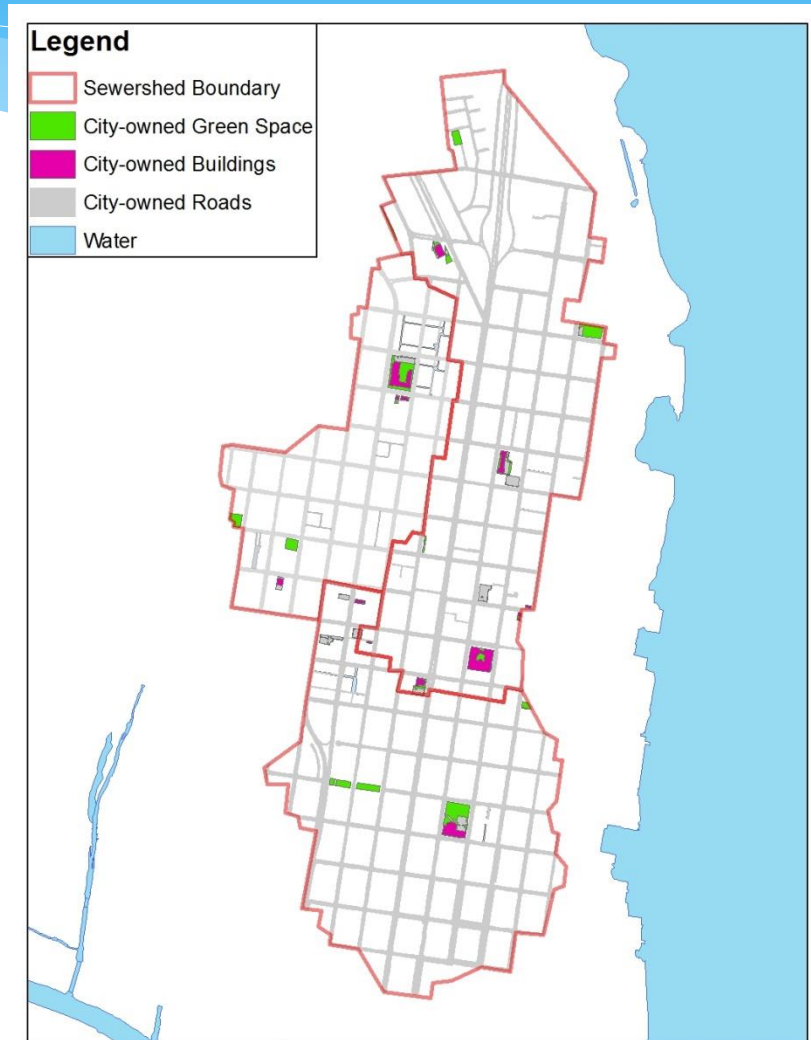 Legend
Sewershed Boundary
City-owned Green Space
City-owned Buildings
City-owned Roads
Water